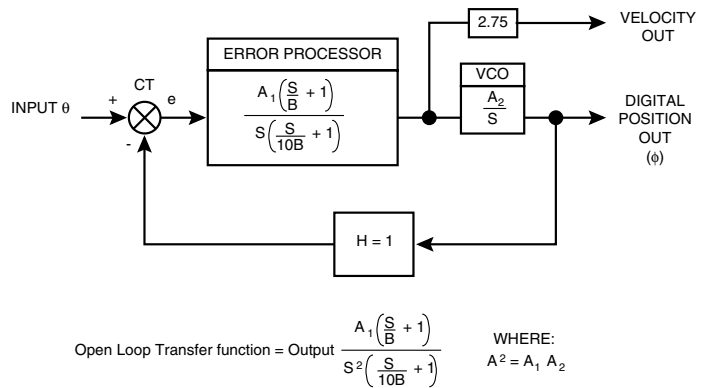 2.75
VELOCITY
OUT
ERROR PROCESSOR
VCO
CT
INPUT θ
+
e
-
A₁(S/B + 1)
S(S/10B + 1)
A₂
S
DIGITAL
POSITION
OUT
(ϕ)
H = 1
Open Loop Transfer function = Output A₁(S/B + 1) / S²(S/10B + 1)
WHERE:
A² = A₁ A₂